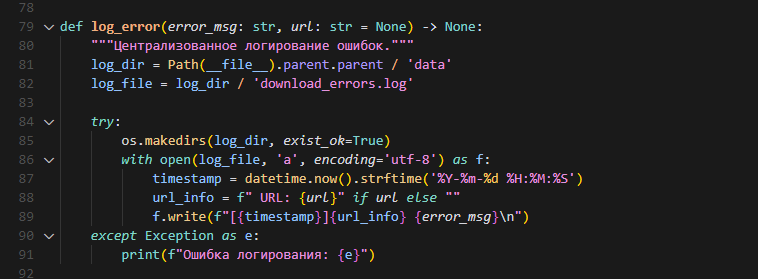 78
79 def log_error(error_msg: str, url: str = None) -> None:
80     """Централизованное логирование ошибок."""
81     log_dir = Path(__file__).parent.parent / 'data'
82     log_file = log_dir / 'download_errors.log'
83
84     try:
85         os.makedirs(log_dir, exist_ok=True)
86         with open(log_file, 'a', encoding='utf-8') as f:
87             timestamp = datetime.now().strftime('%Y-%m-%d %H:%M:%S')
88             url_info = f" URL: {url}" if url else ""
89             f.write(f"[{timestamp}]{url_info} {error_msg}\n")
90     except Exception as e:
91         print(f"Ошибка логирования: {e}")
92